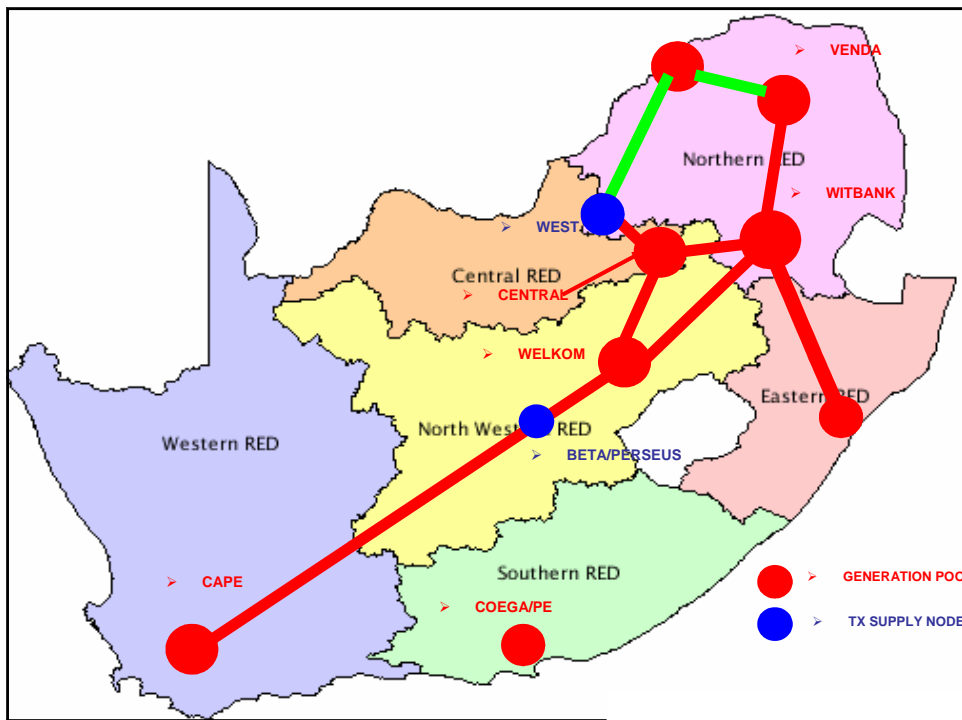 ➢ VENDA
Northern RED
➢ WITBANK
➢ WEST
Central RED
➢ CENTRAL
➢ WELKOM
Eastern RED
North Western RED
Western RED
➢ BETA/PERSEUS
Southern RED
➢ CAPE
➢ GENERATION POO
➢ COEGA/PE
➢ TX SUPPLY NODE